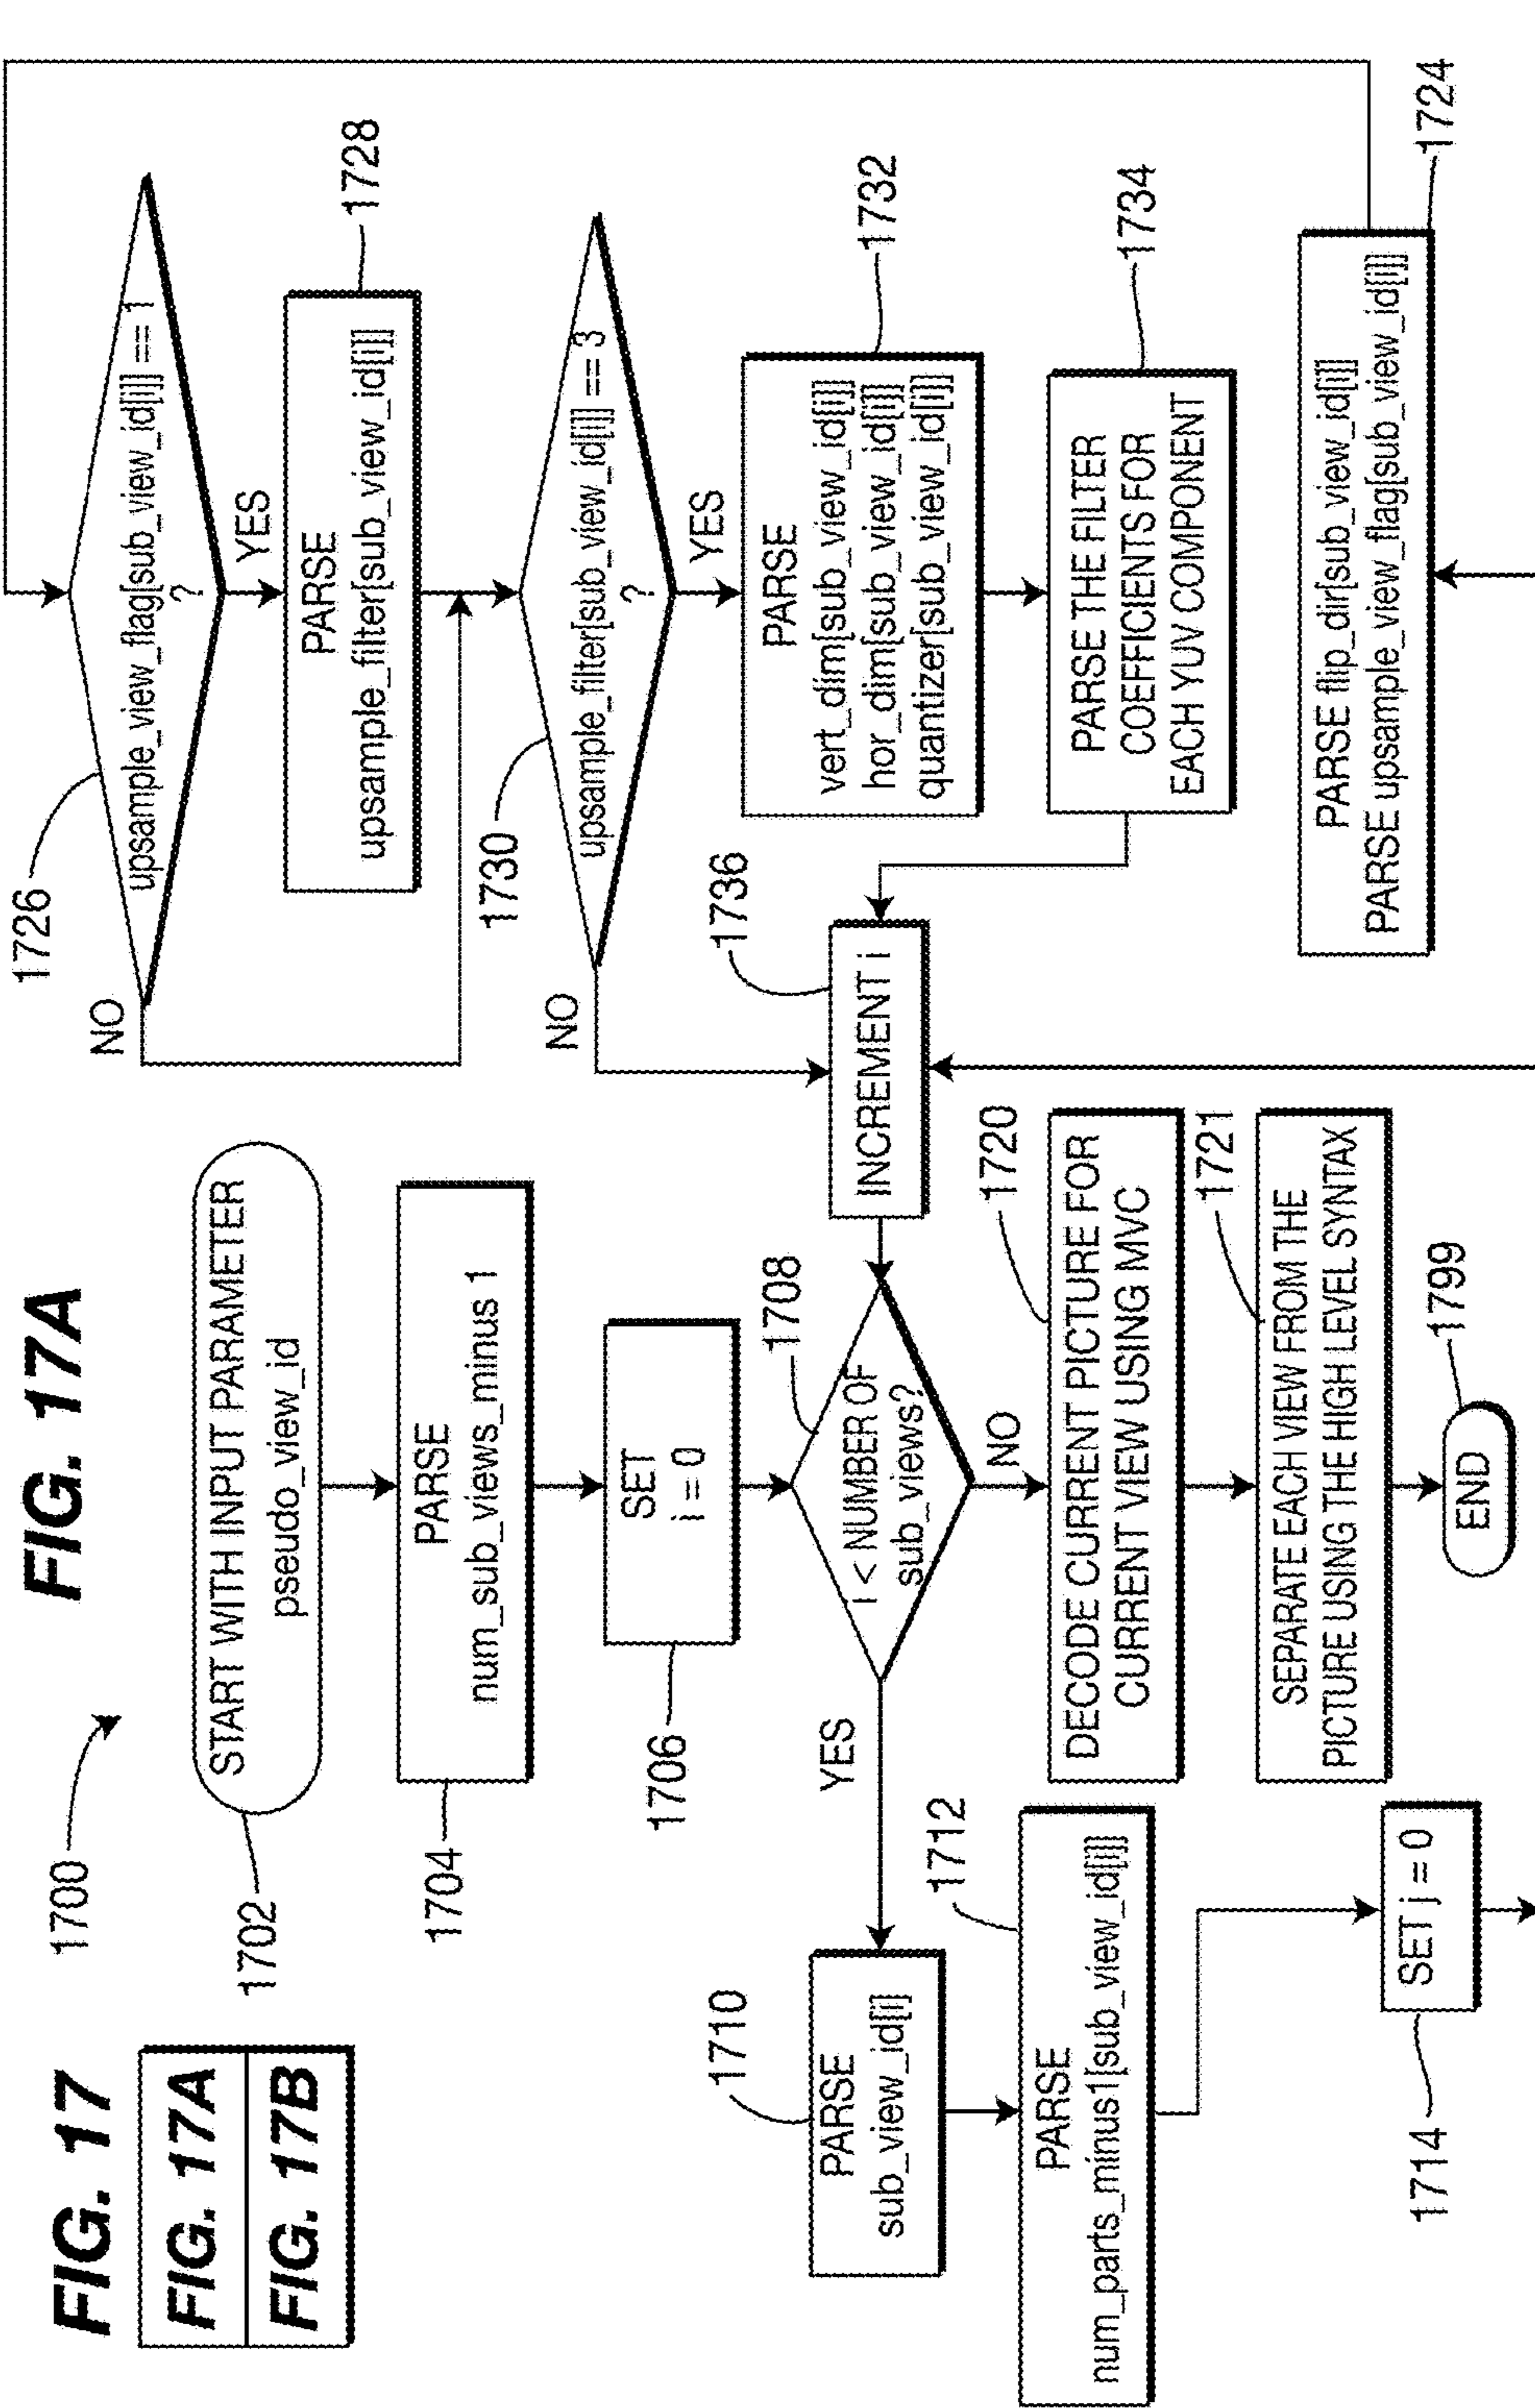 FIG. 17
FIG. 17A
FIG. 17B
FIG. 17A
1700
1702
START WITH INPUT PARAMETER
pseudo_view_id
1704
PARSE
num_sub_views_minus 1
1706
SET
i = 0
1708
i < NUMBER OF
sub_views?
YES
NO
1710
PARSE
sub_view_id[i]
1712
PARSE
num_parts_minus1[sub_view_id[i]]
1714
SET j = 0
1720
DECODE CURRENT PICTURE FOR
CURRENT VIEW USING MVC
1721
SEPARATE EACH VIEW FROM THE
PICTURE USING THE HIGH LEVEL SYNTAX
1799
END
1726
upsample_view_flag[sub_view_id[i]] == 1
?
NO
YES
1728
PARSE
upsample_filter[sub_view_id[i]]
1730
upsample_filter[sub_view_id[i]] == 3
?
NO
YES
1732
PARSE
vert_dim[sub_view_id[i]]
hor_dim[sub_view_id[i]]
quantizer[sub_view_id[i]]
1734
PARSE THE FILTER
COEFFICIENTS FOR
EACH YUV COMPONENT
1736
INCREMENT i
1724
PARSE flip_dir[sub_view_id[i]]
PARSE upsample_view_flag[sub_view_id[i]]